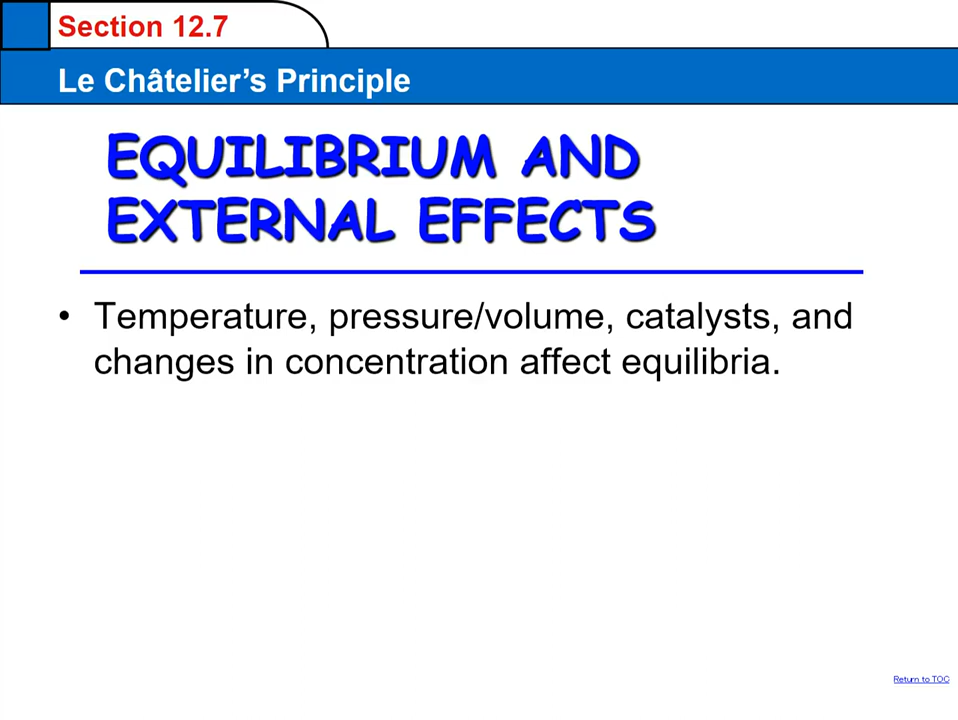 Section 12.7
Le Châtelier’s Principle
EQUILIBRIUM AND
EXTERNAL EFFECTS
• Temperature, pressure/volume, catalysts, and
changes in concentration affect equilibria.
Return to TOC